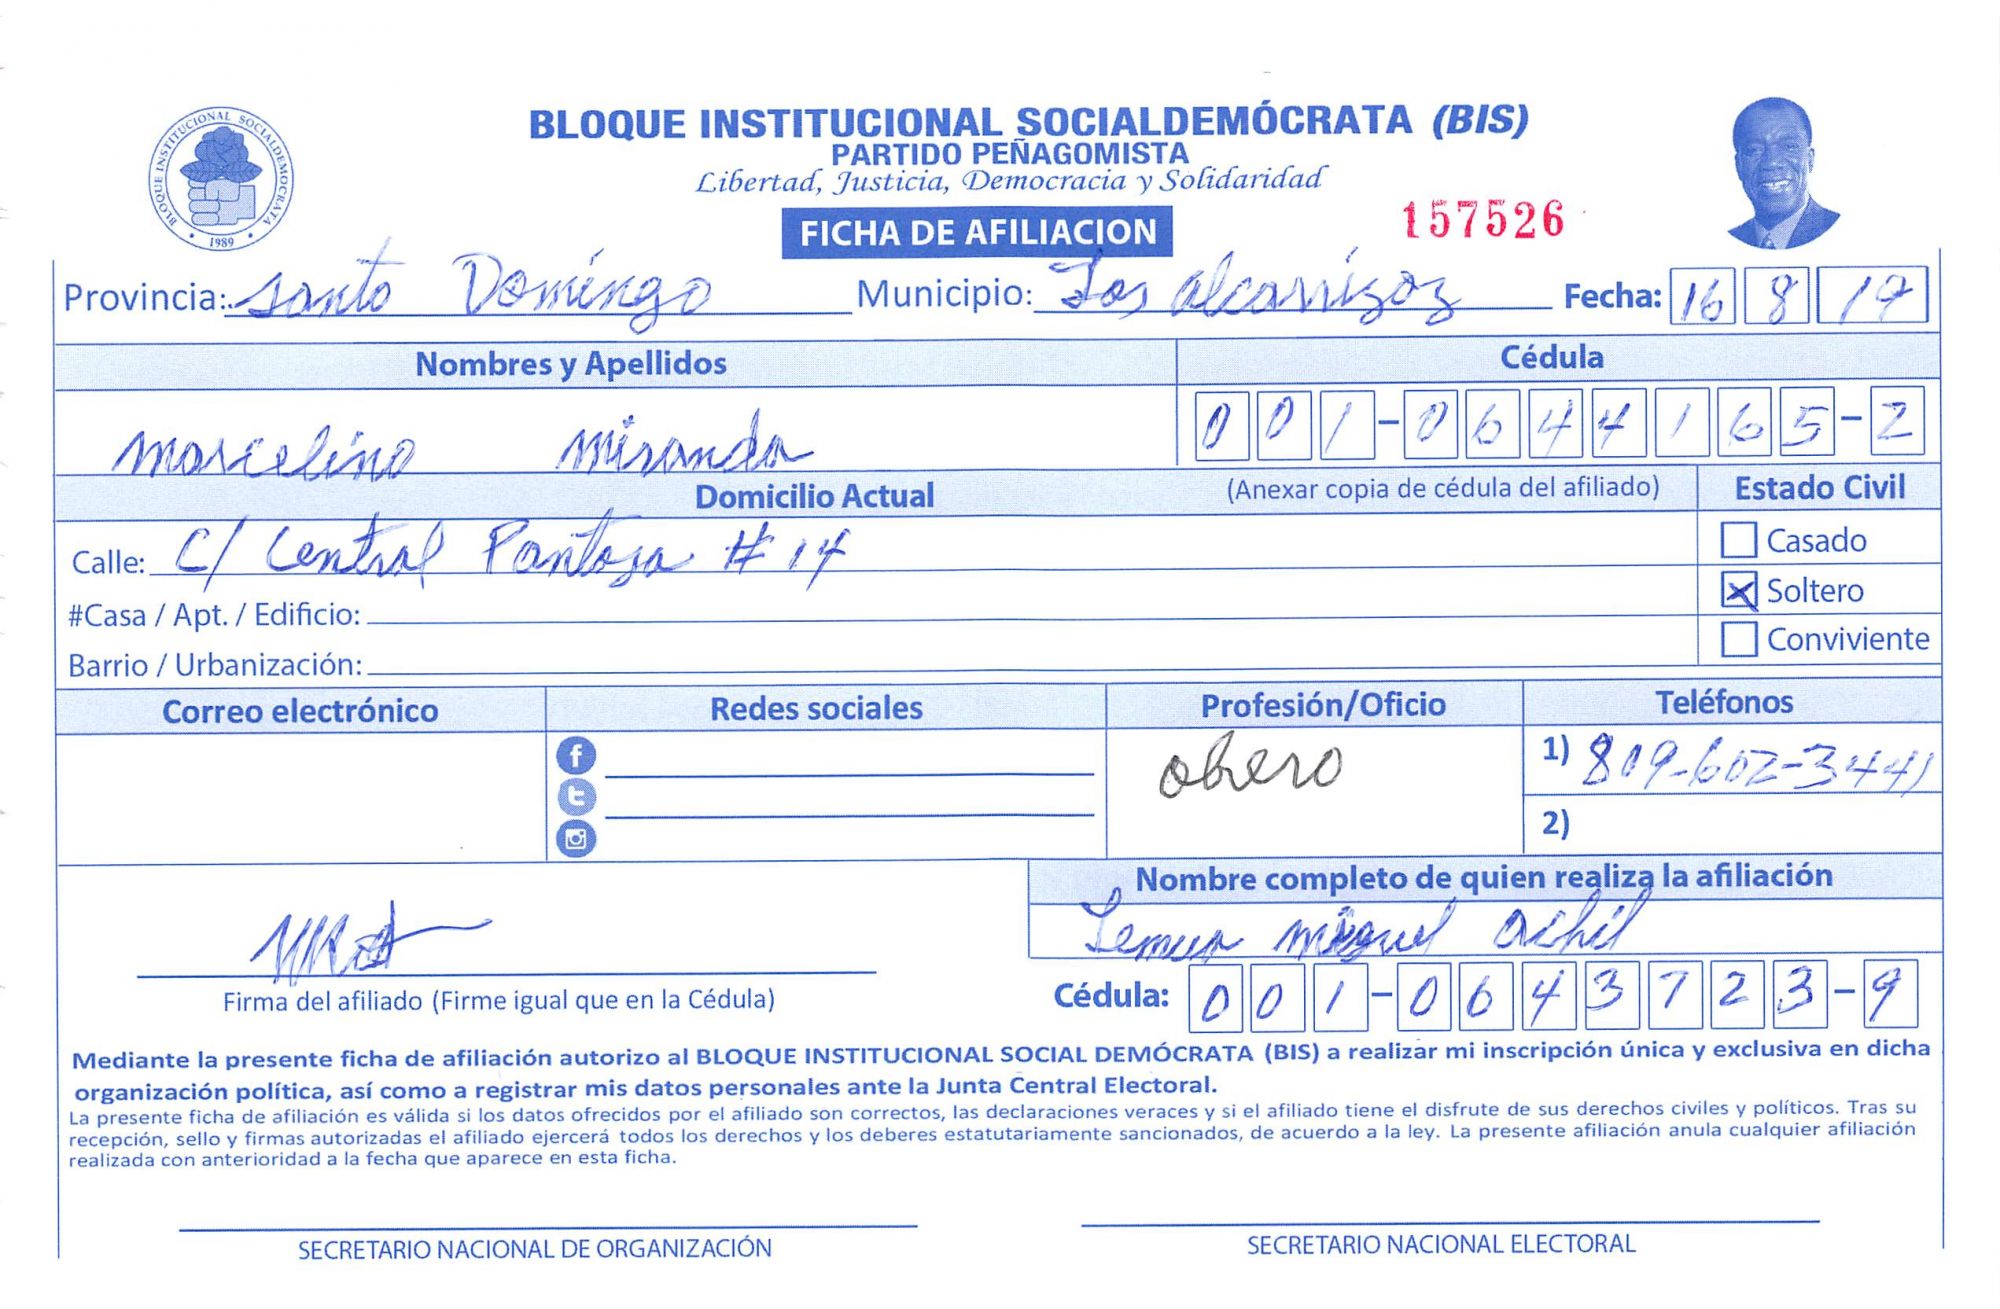 BLOQUE INSTITUCIONAL SOCIALDEMOCRATA
1989
BLOQUE INSTITUCIONAL SOCIALDEMÓCRATA (BIS)
PARTIDO PEÑAGOMISTA
Libertad, Justicia, Democracia y Solidaridad
FICHA DE AFILIACION
157526
Provincia: Santo Domingo Municipio: Los alcarrizoz Fecha: 16 8 19
Nombres y Apellidos Cédula
Marcelino Miranda 001-0644165-2
Domicilio Actual (Anexar copia de cédula del afiliado) Estado Civil
Calle: C/ Central Pantoja # 14 Casado
#Casa / Apt. / Edificio: Soltero
Barrio / Urbanización: Conviviente
Correo electrónico Redes sociales Profesión/Oficio Teléfonos
obrero 1) 809-602-3441
2)
Nombre completo de quien realiza la afiliación
miguel
Firma del afiliado (Firme igual que en la Cédula) Cédula: 001-0643723-9
Mediante la presente ficha de afiliación autorizo al BLOQUE INSTITUCIONAL SOCIAL DEMÓCRATA (BIS) a realizar mi inscripción única y exclusiva en dicha
organización política, así como a registrar mis datos personales ante la Junta Central Electoral.
La presente ficha de afiliación es válida si los datos ofrecidos por el afiliado son correctos, las declaraciones veraces y si el afiliado tiene el disfrute de sus derechos civiles y políticos. Tras su
recepción, sello y firmas autorizadas el afiliado ejercerá todos los derechos y los deberes estatutariamente sancionados, de acuerdo a la ley. La presente afiliación anula cualquier afiliación
realizada con anterioridad a la fecha que aparece en esta ficha.
SECRETARIO NACIONAL DE ORGANIZACIÓN SECRETARIO NACIONAL ELECTORAL